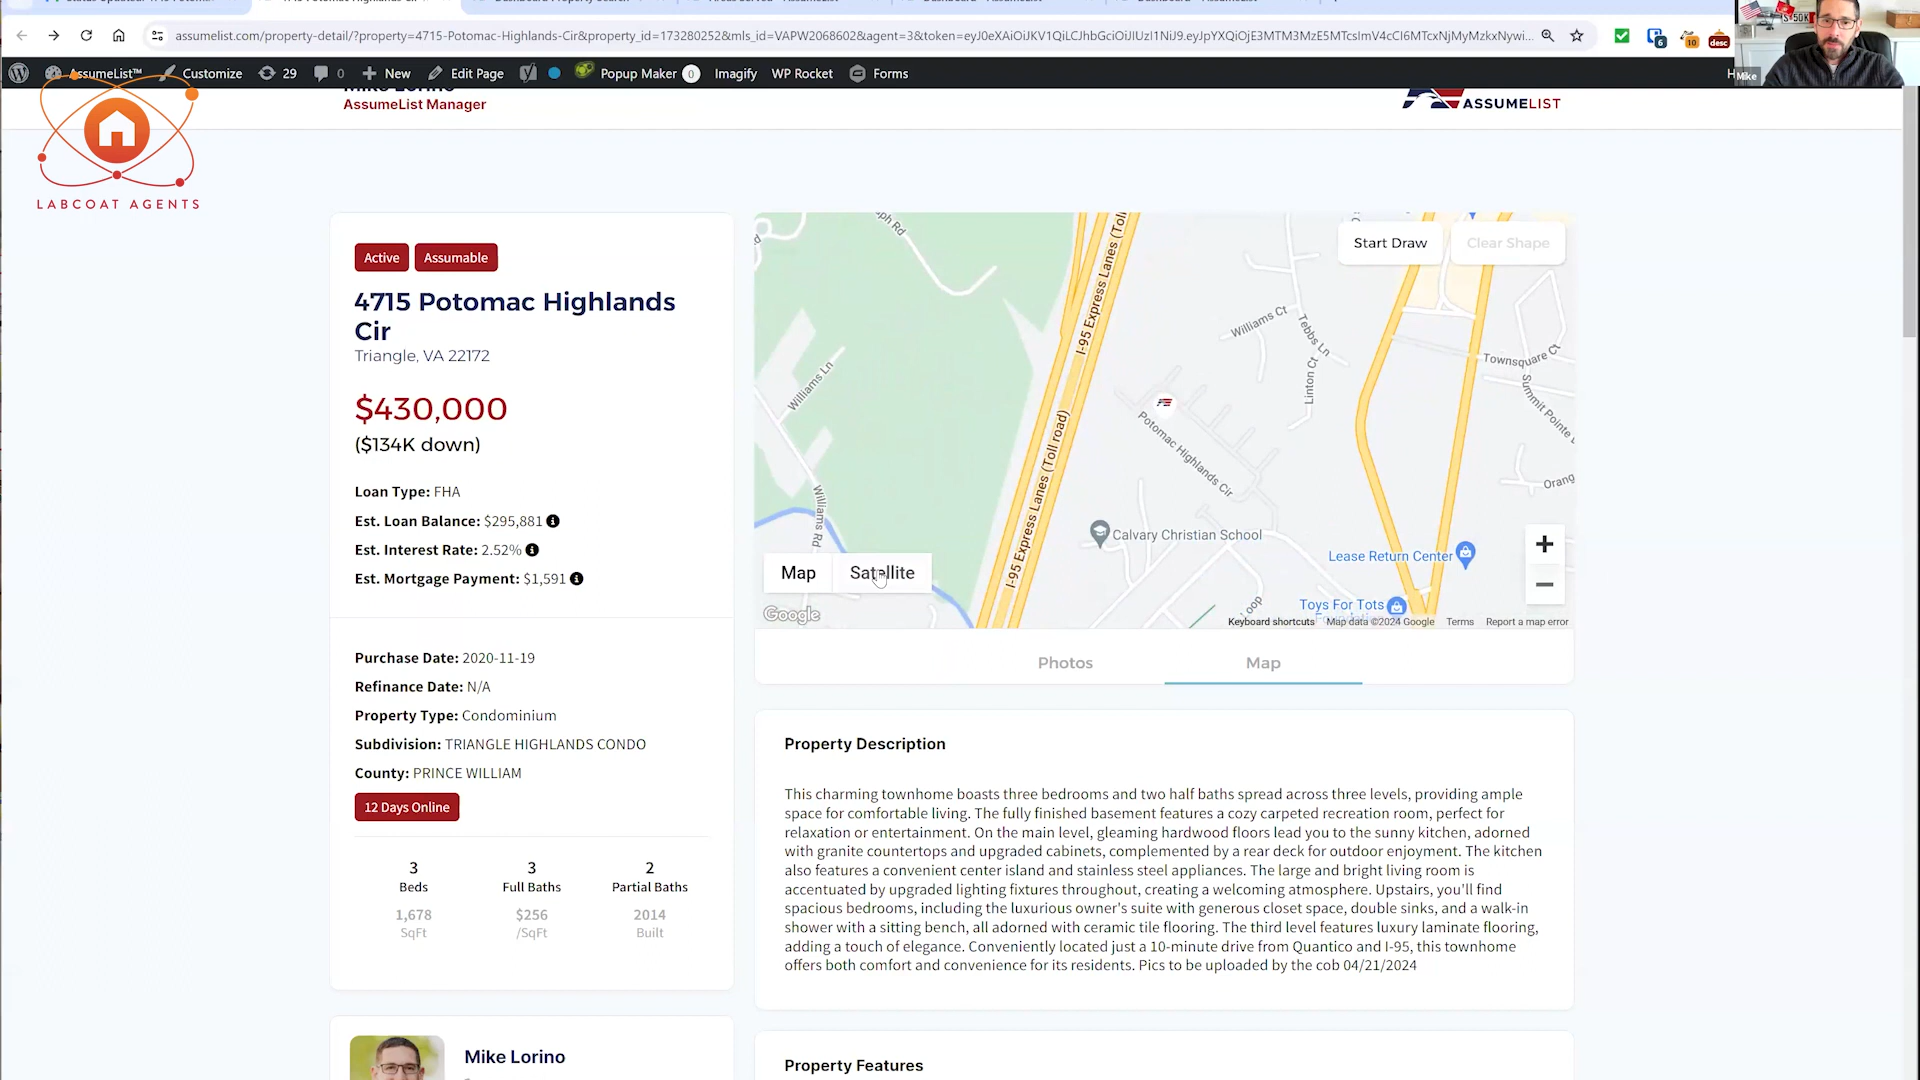 assumelist.com/property-detail/?property=4715-Potomac-Highlands-Cir&property_id=173280252&mls_id=VAPW2068602&agent=3&token=
6
10
desc
AssumeList™ Customize 29 0 New Edit Page Popup Maker 0 Imagify WP Rocket Forms
H
Mike
Mike Lorino
AssumeList Manager
ASSUMELIST
LABCOAT AGENTS
Active Assumable
4715 Potomac Highlands
Cir
Triangle, VA 22172
$430,000
($134K down)
Loan Type: FHA
Est. Loan Balance: $295,881
Est. Interest Rate: 2.52%
Est. Mortgage Payment: $1,591
Purchase Date: 2020-11-19
Refinance Date: N/A
Property Type: Condominium
Subdivision: TRIANGLE HIGHLANDS CONDO
County: PRINCE WILLIAM
12 Days Online
3 3 2
Beds Full Baths Partial Baths
1,678 $256 2014
SqFt /SqFt Built
Mike Lorino
Start Draw Clear Shape
I-95 Express Lanes (Toll
Williams Ct
Tebbs Ln
Linton Ct
Townsquare Ct
Summit Pointe
Williams Ln
Potomac Highlands Cir
I-95 Express Lanes (Toll road)
Williams Rd
Orang
Calvary Christian School
Lease Return Center
Toys For Tots
Loop
Map Satellite
Google
Keyboard shortcuts Map data ©2024 Google Terms Report a map error
Photos Map
Property Description
This charming townhome boasts three bedrooms and two half baths spread across three levels, providing ample
space for comfortable living. The fully finished basement features a cozy carpeted recreation room, perfect for
relaxation or entertainment. On the main level, gleaming hardwood floors lead you to the sunny kitchen, adorned
with granite countertops and upgraded cabinets, complemented by a rear deck for outdoor enjoyment. The kitchen
also features a convenient center island and stainless steel appliances. The large and bright living room is
accentuated by upgraded lighting fixtures throughout, creating a welcoming atmosphere. Upstairs, you'll find
spacious bedrooms, including the luxurious owner's suite with generous closet space, double sinks, and a walk-in
shower with a sitting bench, all adorned with ceramic tile flooring. The third level features luxury laminate flooring,
adding a touch of elegance. Conveniently located just a 10-minute drive from Quantico and I-95, this townhome
offers both comfort and convenience for its residents. Pics to be uploaded by the cob 04/21/2024
Property Features